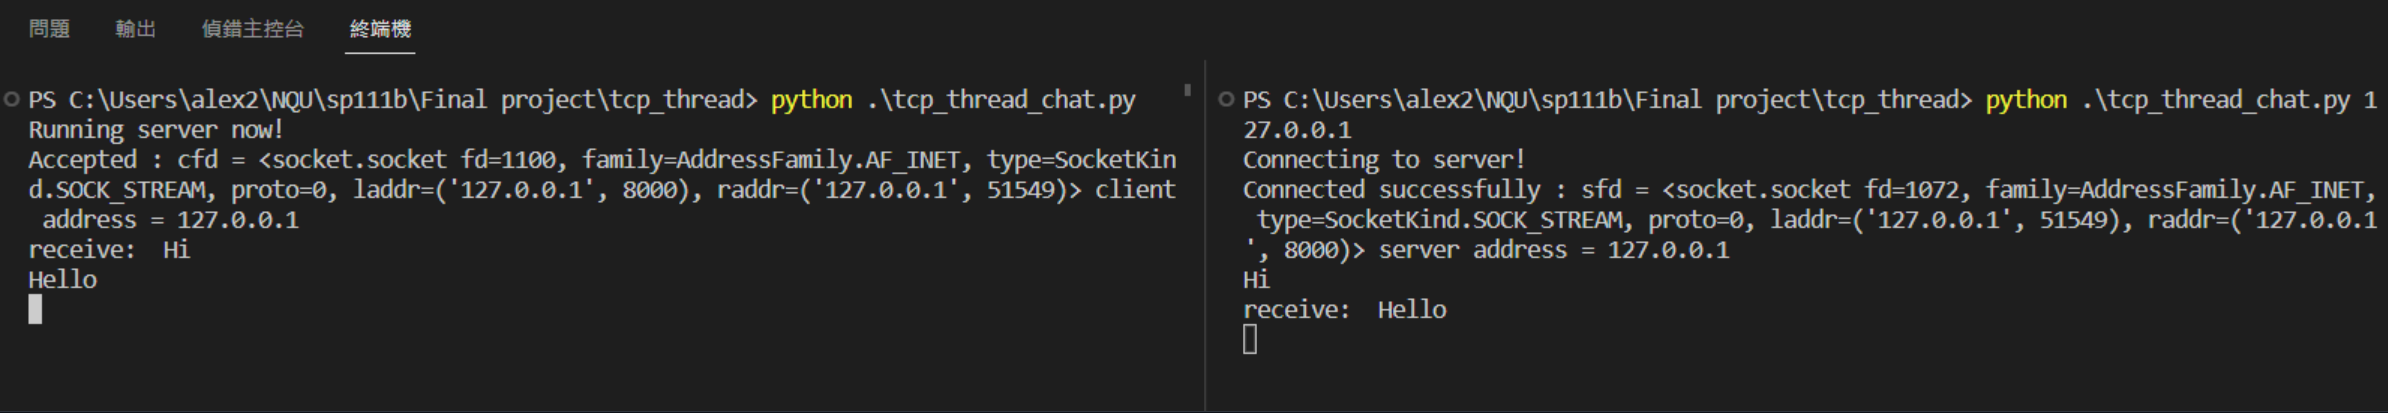 問題 輸出 偵錯主控台 終端機
PS C:\Users\alex2\NQU\sp111b\Final project\tcp_thread> python .\tcp_thread_chat.py
Running server now!
Accepted : cfd = <socket.socket fd=1100, family=AddressFamily.AF_INET, type=SocketKin
d.SOCK_STREAM, proto=0, laddr=('127.0.0.1', 8000), raddr=('127.0.0.1', 51549)> client
 address = 127.0.0.1
receive:  Hi
Hello
PS C:\Users\alex2\NQU\sp111b\Final project\tcp_thread> python .\tcp_thread_chat.py 1
27.0.0.1
Connecting to server!
Connected successfully : sfd = <socket.socket fd=1072, family=AddressFamily.AF_INET,
 type=SocketKind.SOCK_STREAM, proto=0, laddr=('127.0.0.1', 51549), raddr=('127.0.0.1
', 8000)> server address = 127.0.0.1
Hi
receive:  Hello